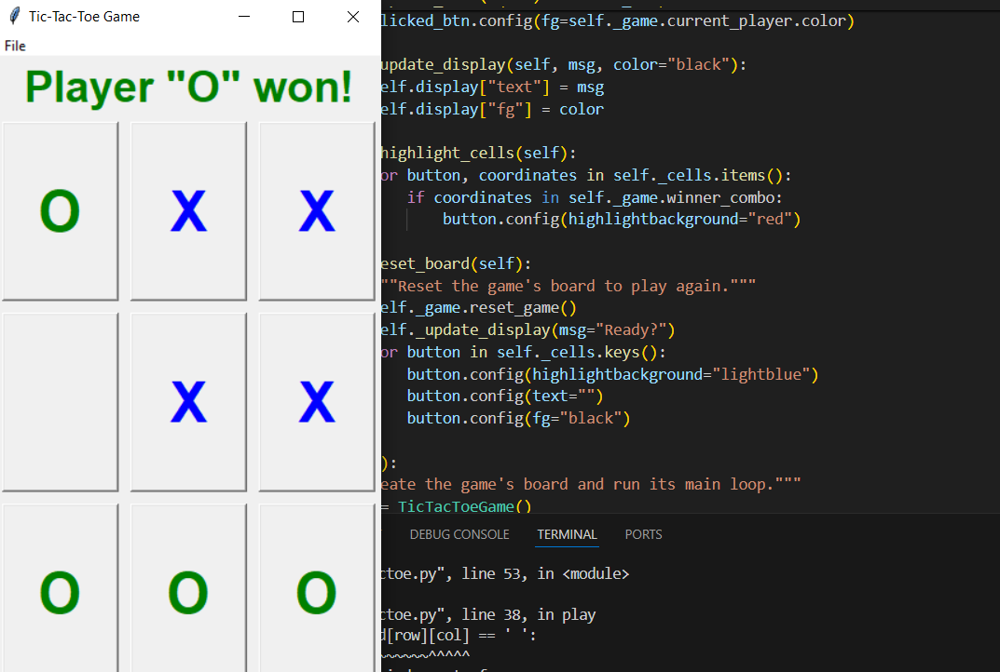 Tic-Tac-Toe Game
File
Player "O" won!
O X X
X X
O O O
licked_btn.config(fg=self._game.current_player.color)
update_display(self, msg, color="black"):
elf.display["text"] = msg
elf.display["fg"] = color
highlight_cells(self):
or button, coordinates in self._cells.items():
if coordinates in self._game.winner_combo:
button.config(highlightbackground="red")
eset_board(self):
""Reset the game's board to play again."""
elf._game.reset_game()
elf._update_display(msg="Ready?")
or button in self._cells.keys():
button.config(highlightbackground="lightblue")
button.config(text="")
button.config(fg="black")
):
eate the game's board and run its main loop."""
= TicTacToeGame()
DEBUG CONSOLE TERMINAL PORTS
ctoe.py", line 53, in <module>
ctoe.py", line 38, in play
d[row][col] == ' ':
~~~~~~^^^^^